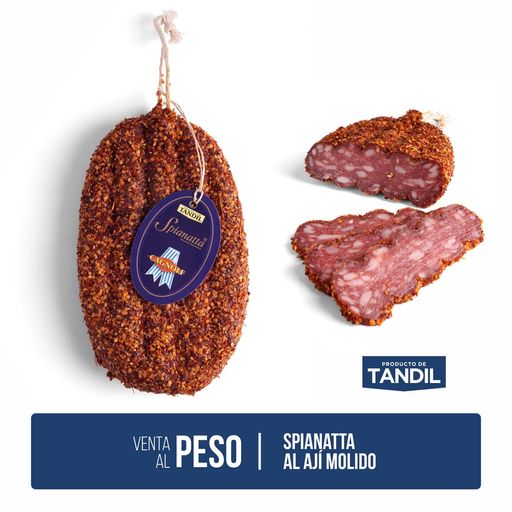 TANDIL
Spianatta
CAGNOLI
PRODUCTO DE
TANDIL
VENTA AL PESO
SPIANATTA
AL AJÍ MOLIDO